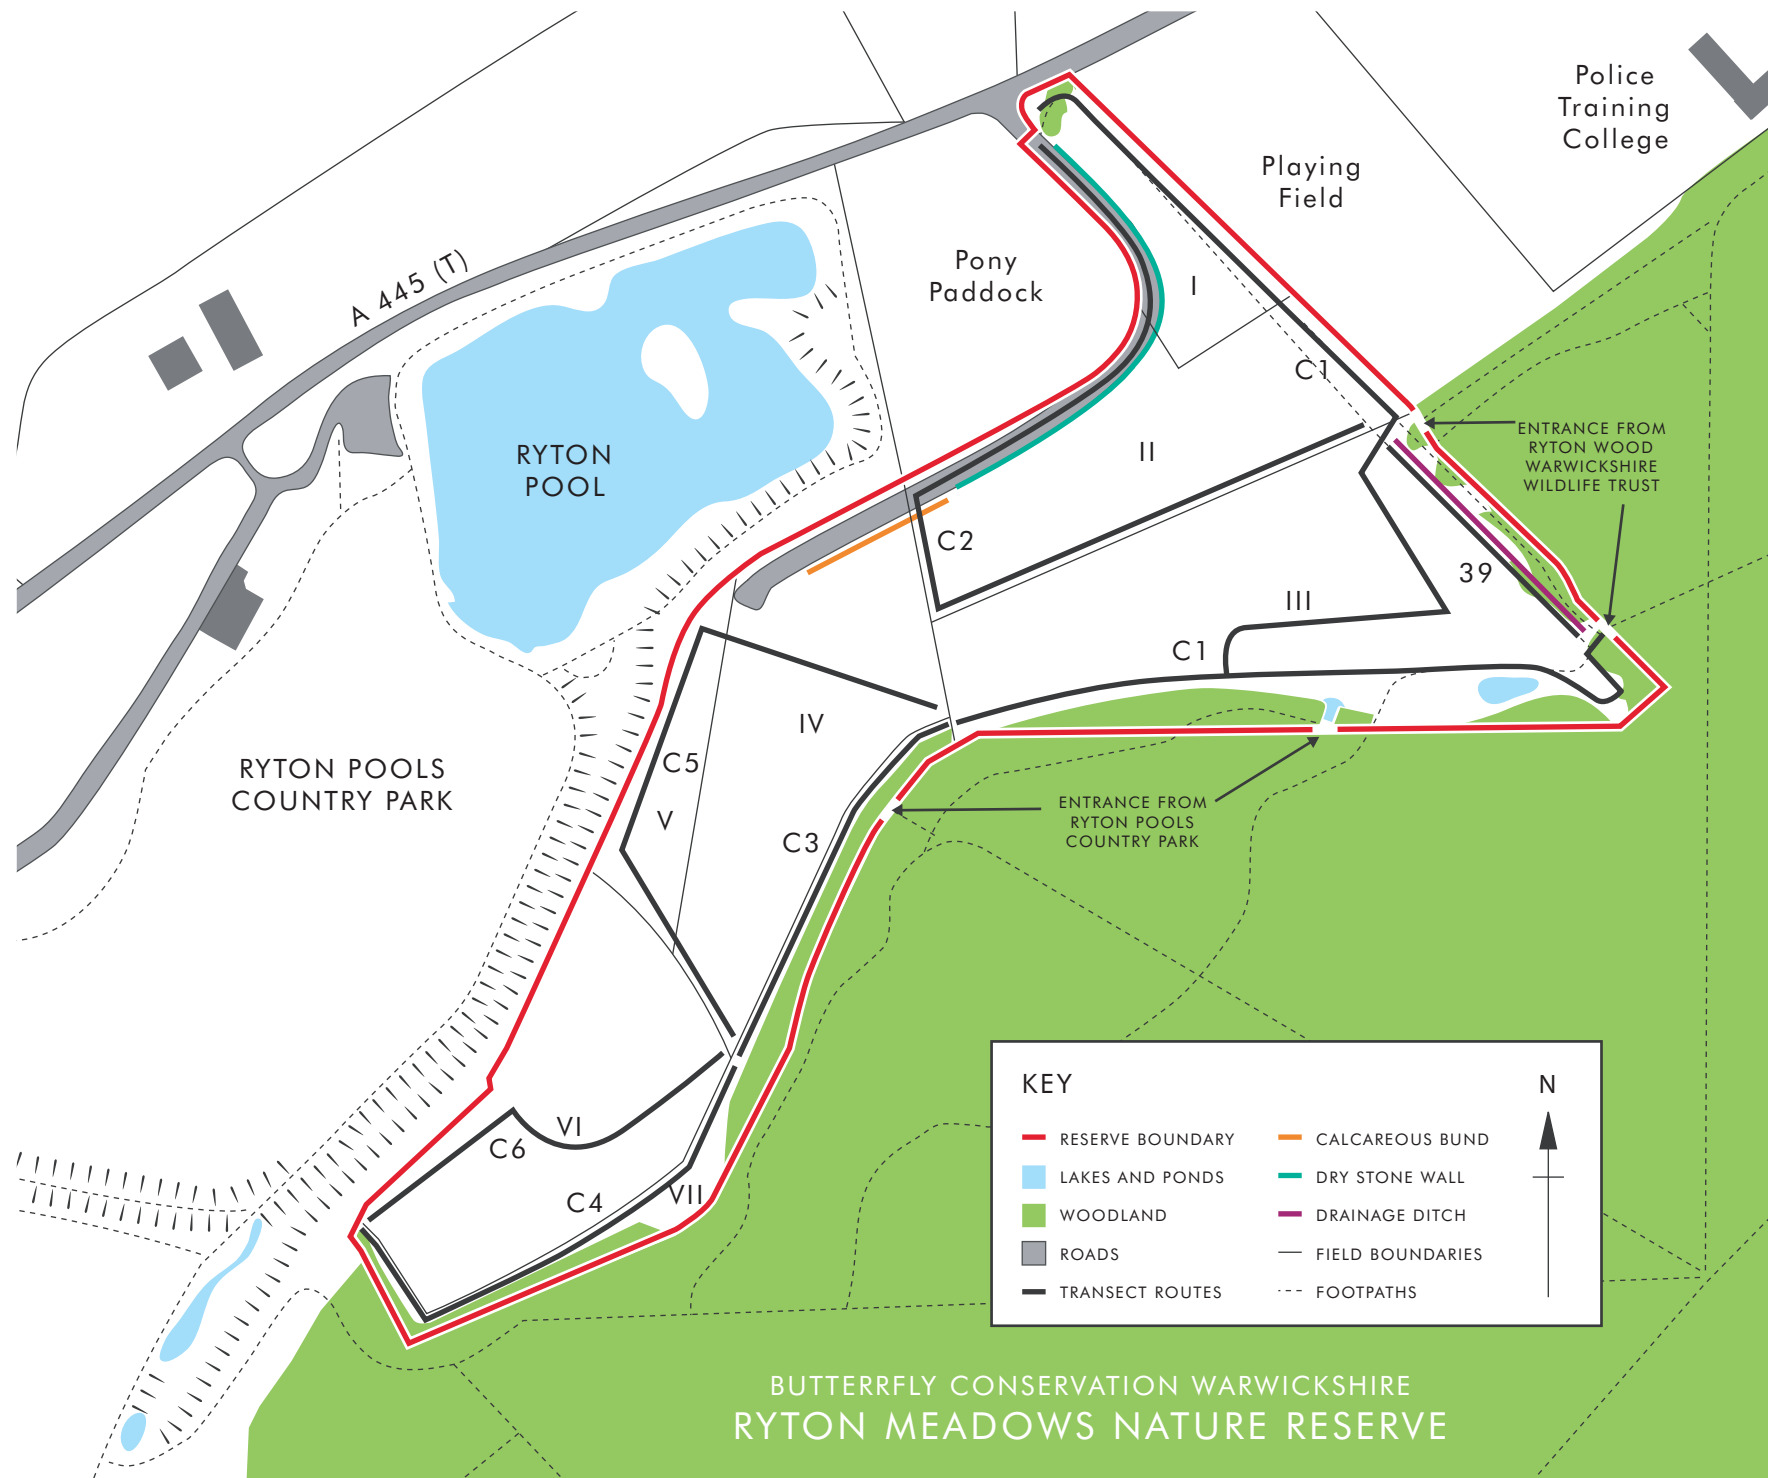 Police
Training
College
Playing
Field
A 445 (T)
Pony
Paddock
I
C1
RYTON
POOL
II
ENTRANCE FROM
RYTON WOOD
WARWICKSHIRE
WILDLIFE TRUST
C2
39
III
C1
IV
C5
V
RYTON POOLS
COUNTRY PARK
C3
ENTRANCE FROM
RYTON POOLS
COUNTRY PARK
VI
C6
C4
VII
KEY
N
RESERVE BOUNDARY
LAKES AND PONDS
WOODLAND
ROADS
TRANSECT ROUTES
CALCAREOUS BUND
DRY STONE WALL
DRAINAGE DITCH
FIELD BOUNDARIES
FOOTPATHS
BUTTERRFLY CONSERVATION WARWICKSHIRE
RYTON MEADOWS NATURE RESERVE